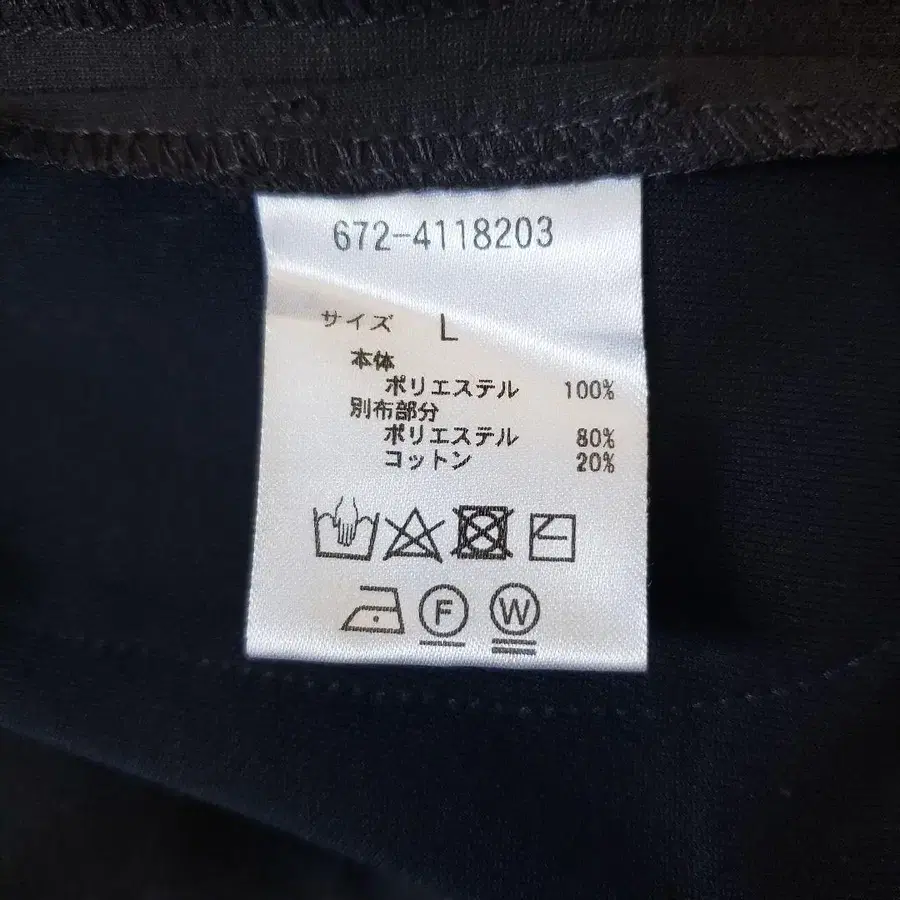 672-4118203
サイズ L
本体
ポリエステル 100%
別布部分
ポリエステル 80%
コットン 20%
F W